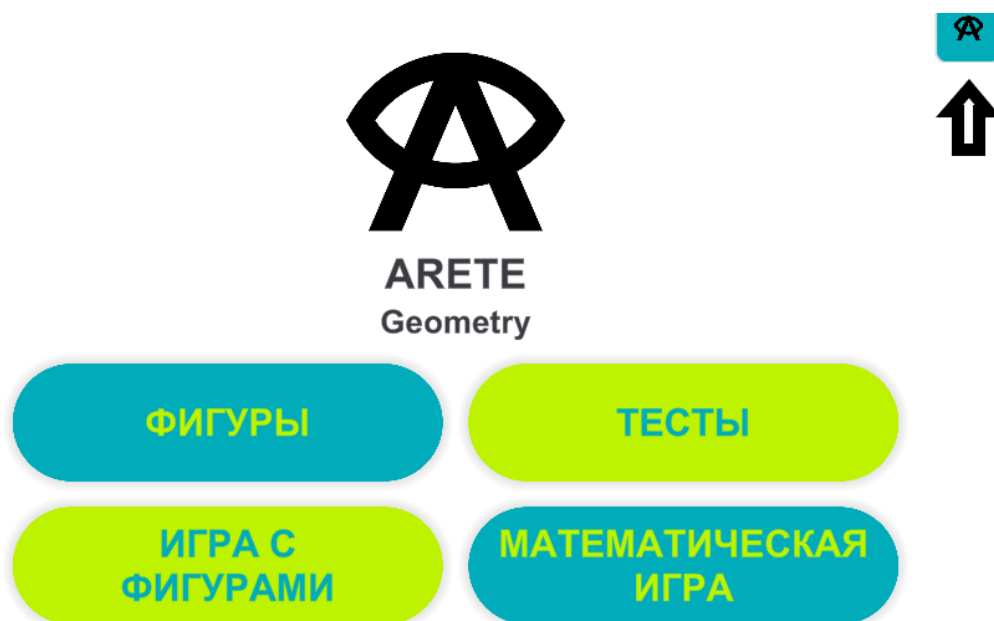 ARETE
Geometry
ФИГУРЫ
ТЕСТЫ
ИГРА С
ФИГУРАМИ
МАТЕМАТИЧЕСКАЯ
ИГРА